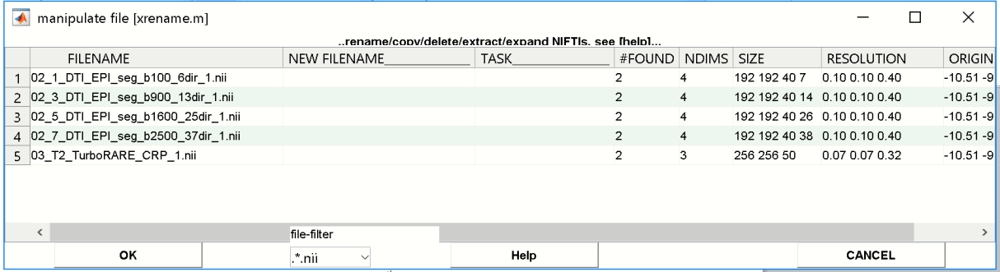 manipulate file [xrename.m]
..rename/copy/delete/extract/expand NIFTIs. see [help]...
FILENAME NEW FILENAME_______________ TASK_________________ #FOUND NDIMS SIZE RESOLUTION ORIGIN
1 02_1_DTI_EPI_seg_b100_6dir_1.nii 2 4 192 192 40 7 0.10 0.10 0.40 -10.51 -9
2 02_3_DTI_EPI_seg_b900_13dir_1.nii 2 4 192 192 40 14 0.10 0.10 0.40 -10.51 -9
3 02_5_DTI_EPI_seg_b1600_25dir_1.nii 2 4 192 192 40 26 0.10 0.10 0.40 -10.51 -9
4 02_7_DTI_EPI_seg_b2500_37dir_1.nii 2 4 192 192 40 38 0.10 0.10 0.40 -10.51 -9
5 03_T2_TurboRARE_CRP_1.nii 2 3 256 256 50 0.07 0.07 0.32 -10.51 -9
file-filter
OK .*.nii Help CANCEL